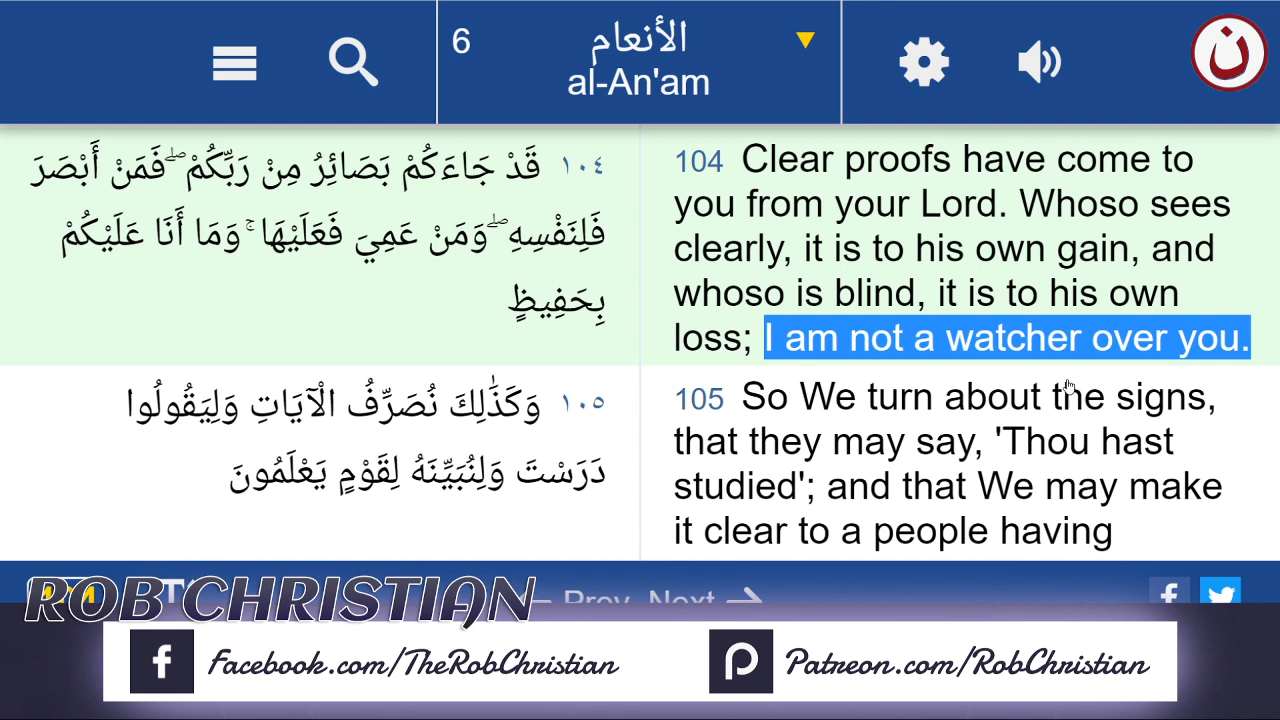 6
الأنعام
al-An'am
ن
١٠٤ قَدْ جَاءَكُمْ بَصَائِرُ مِنْ رَبِّكُمْ ۖ فَمَنْ أَبْصَرَ
فَلِنَفْسِهِ ۖ وَمَنْ عَمِيَ فَعَلَيْهَا ۚ وَمَا أَنَا عَلَيْكُمْ
بِحَفِيظٍ
104 Clear proofs have come to
you from your Lord. Whoso sees
clearly, it is to his own gain, and
whoso is blind, it is to his own
loss; I am not a watcher over you.
١٠٥ وَكَذَٰلِكَ نُصَرِّفُ الْآيَاتِ وَلِيَقُولُوا
دَرَسْتَ وَلِنُبَيِّنَهُ لِقَوْمٍ يَعْلَمُونَ
105 So We turn about the signs,
that they may say, 'Thou hast
studied'; and that We may make
it clear to a people having
Prev Next
ROB CHRISTIAN
Facebook.com/TheRobChristian
Patreon.com/RobChristian